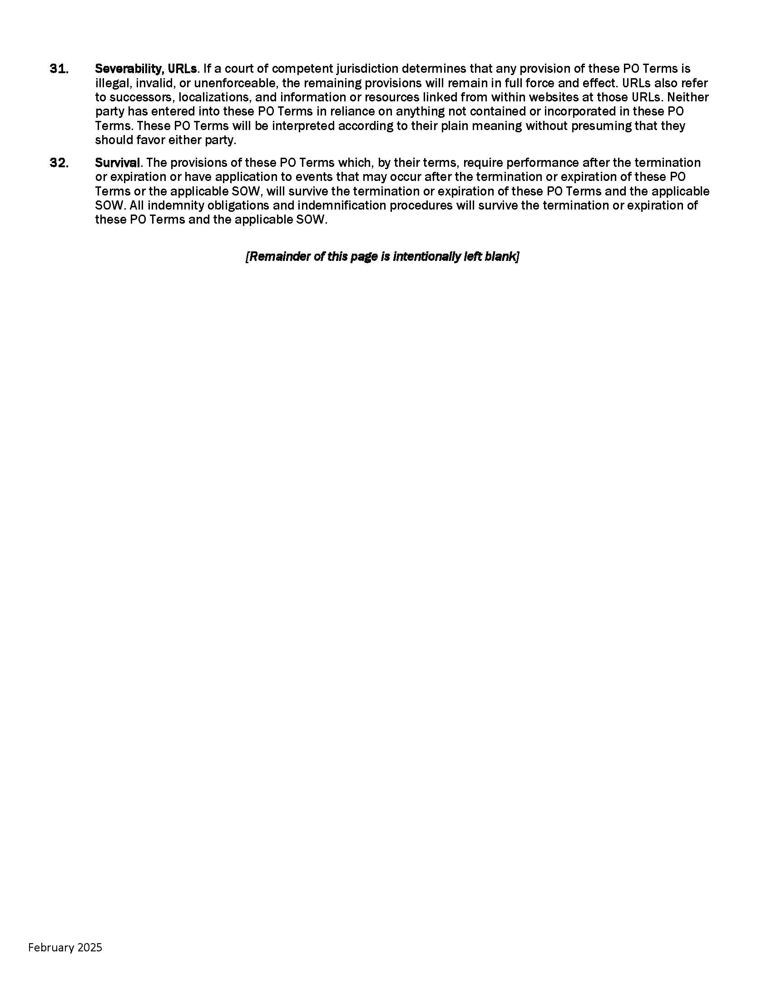 31. Severability, URLs. If a court of competent jurisdiction determines that any provision of these PO Terms is
illegal, invalid, or unenforceable, the remaining provisions will remain in full force and effect. URLs also refer
to successors, localizations, and information or resources linked from within websites at those URLs. Neither
party has entered into these PO Terms in reliance on anything not contained or incorporated in these PO
Terms. These PO Terms will be interpreted according to their plain meaning without presuming that they
should favor either party.
32. Survival. The provisions of these PO Terms which, by their terms, require performance after the termination
or expiration or have application to events that may occur after the termination or expiration of these PO
Terms or the applicable SOW, will survive the termination or expiration of these PO Terms and the applicable
SOW. All indemnity obligations and indemnification procedures will survive the termination or expiration of
these PO Terms and the applicable SOW.
[Remainder of this page is intentionally left blank]
February 2025